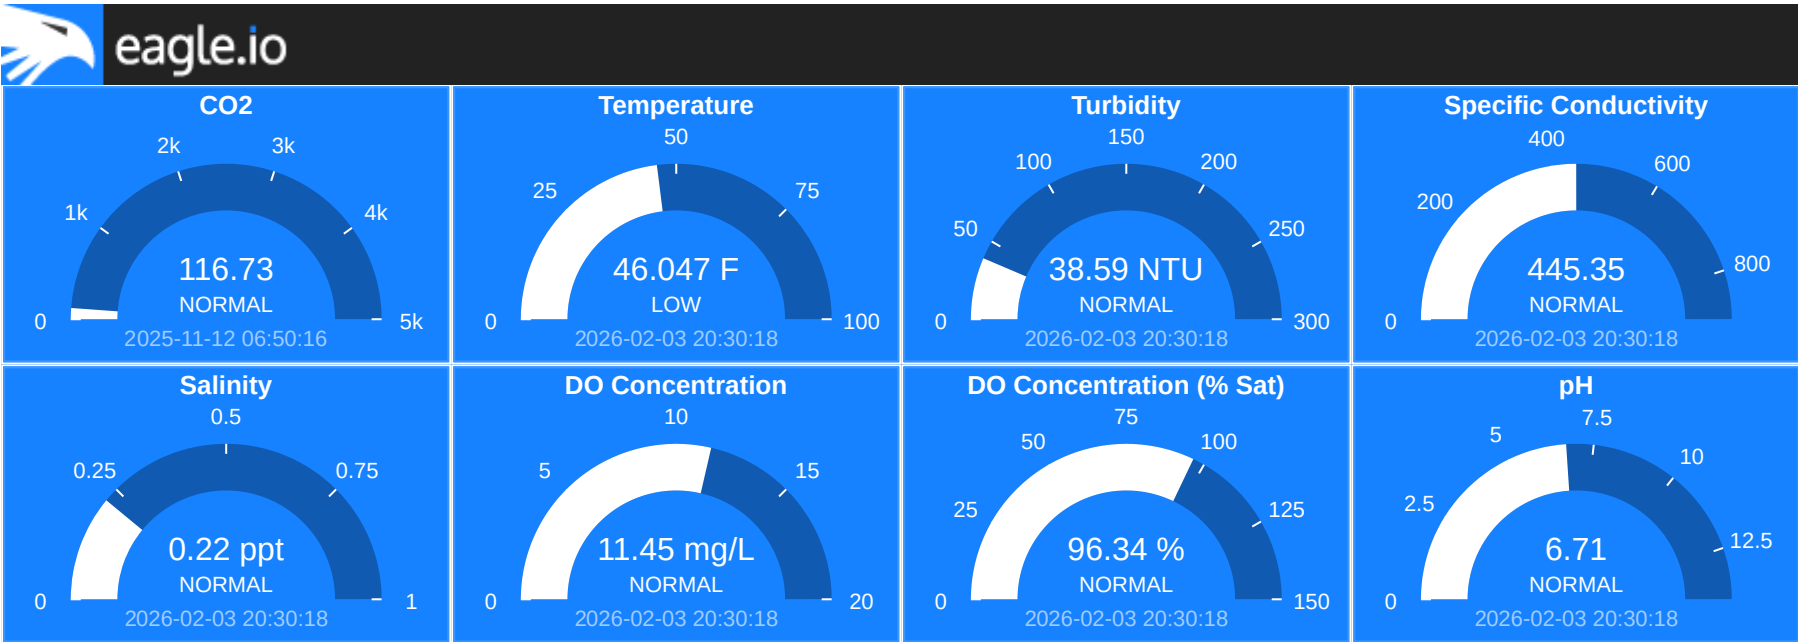 eagle.io
CO2
2k
3k
1k
4k
116.73
NORMAL
0
5k
2025-11-12 06:50:16
Temperature
50
25
75
46.047 F
LOW
0
100
2026-02-03 20:30:18
Turbidity
150
100
200
50
250
38.59 NTU
NORMAL
0
300
2026-02-03 20:30:18
Specific Conductivity
400
600
200
800
445.35
NORMAL
0
2026-02-03 20:30:18
Salinity
0.5
0.25
0.75
0.22 ppt
NORMAL
0
1
2026-02-03 20:30:18
DO Concentration
10
5
15
11.45 mg/L
NORMAL
0
20
2026-02-03 20:30:18
DO Concentration (% Sat)
75
50
100
25
125
96.34 %
NORMAL
0
150
2026-02-03 20:30:18
pH
7.5
5
10
2.5
12.5
6.71
NORMAL
0
2026-02-03 20:30:18